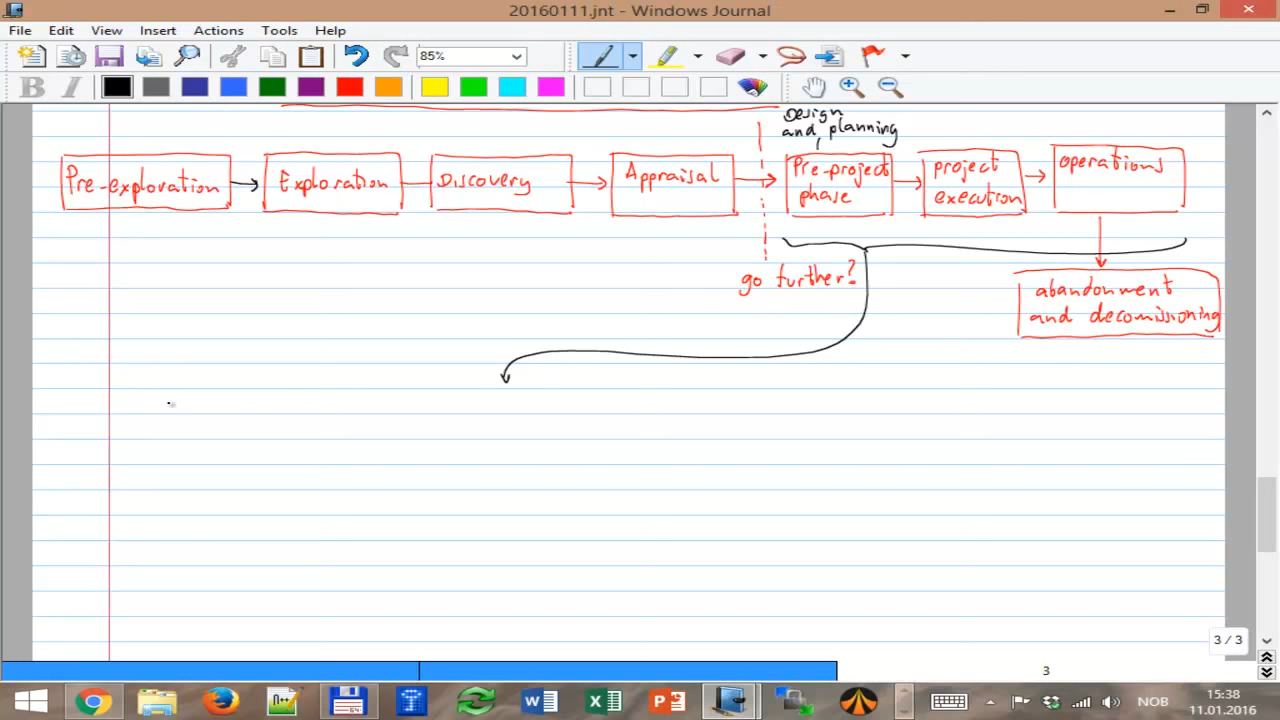 20160111.jnt - Windows Journal
File Edit View Insert Actions Tools Help
85%
B I
Design
and planning
Pre-exploration
Exploration
Discovery
Appraisal
Pre-project
phase
project
execution
operations
go further?
abandonment
and decomissioning
3 / 3
3
NOB
15:38
11.01.2016